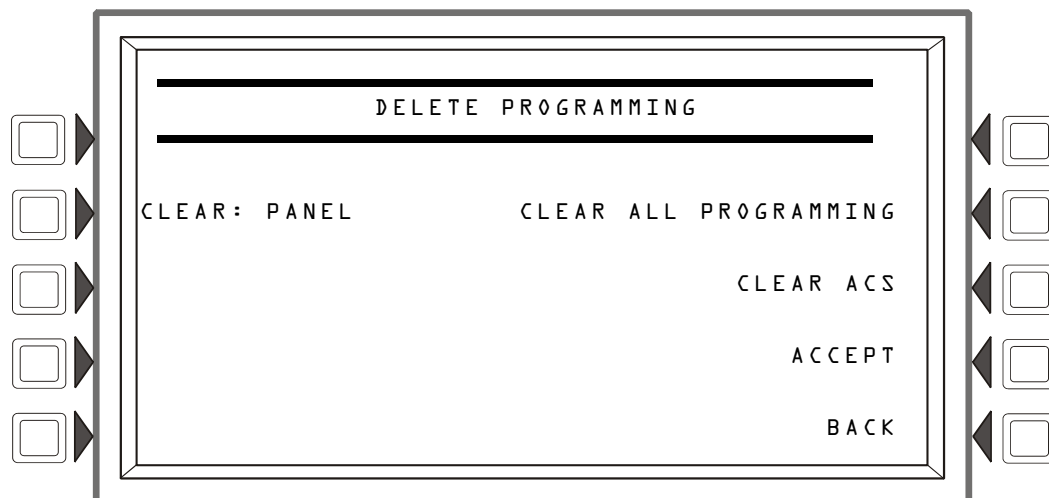 DELETE PROGRAMMING
CLEAR: PANEL CLEAR ALL PROGRAMMING
CLEAR ACS
ACCEPT
BACK